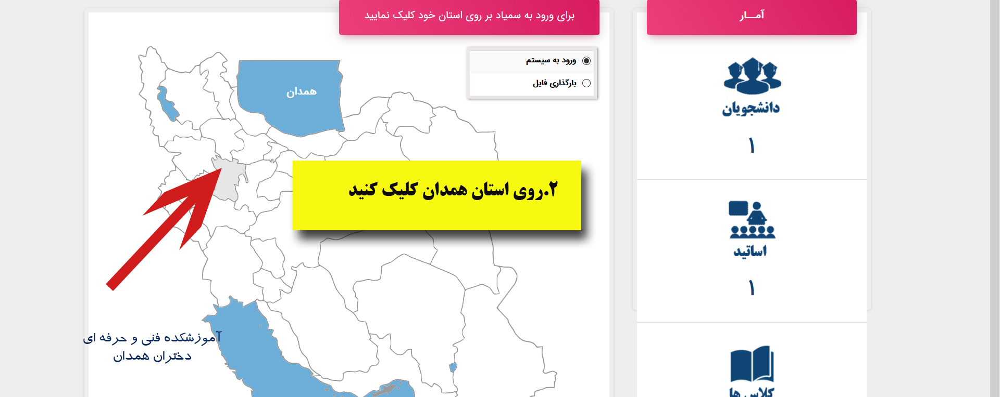 آمــار
برای ورود به سمیاد بر روی استان خود کلیک نمایید
ورود به سیستم
بارگذاری فایل
همدان
دانشجویان
۱
۲.روی استان همدان کلیک کنید
اساتید
۱
آموزشکده فنی و حرفه ای
دختران همدان
کلاس ها